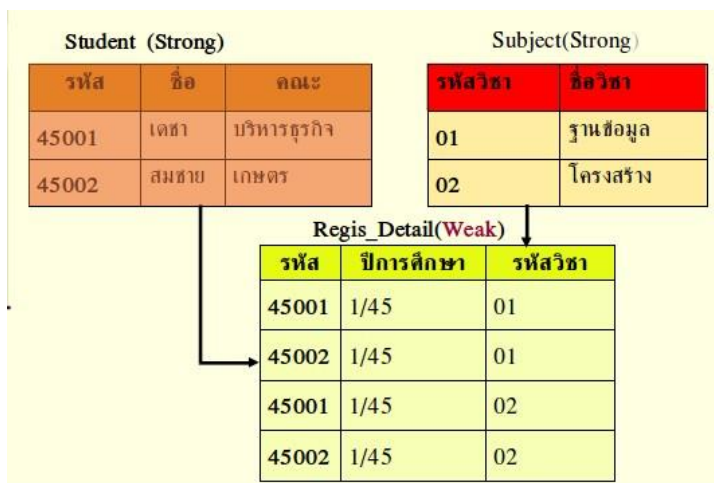 Student (Strong)
รหัส ชื่อ คณะ
45001 เดชา บริหารธุรกิจ
45002 สมชาย เกษตร
Subject(Strong)
รหัสวิชา ชื่อวิชา
01 ฐานข้อมูล
02 โครงสร้าง
Regis_Detail(Weak)
รหัส ปีการศึกษา รหัสวิชา
45001 1/45 01
45002 1/45 01
45001 1/45 02
45002 1/45 02